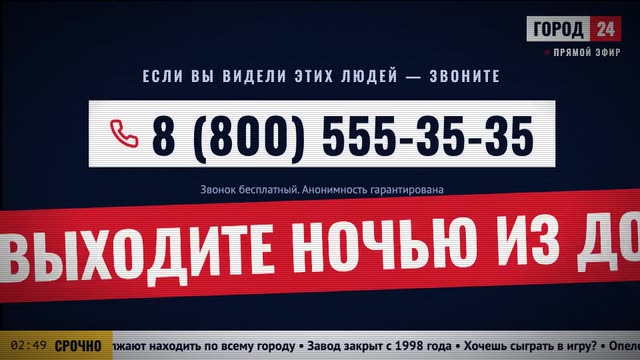 ГОРОД 24
ПРЯМОЙ ЭФИР
ЕСЛИ ВЫ ВИДЕЛИ ЭТИХ ЛЮДЕЙ — ЗВОНИТЕ
8 (800) 555-35-35
Звонок бесплатный. Анонимность гарантирована
ВЫХОДИТЕ НОЧЬЮ ИЗ ДО
02:49 СРОЧНО лжают находить по всему городу • Завод закрыт с 1998 года • Хочешь сыграть в игру? • Опел